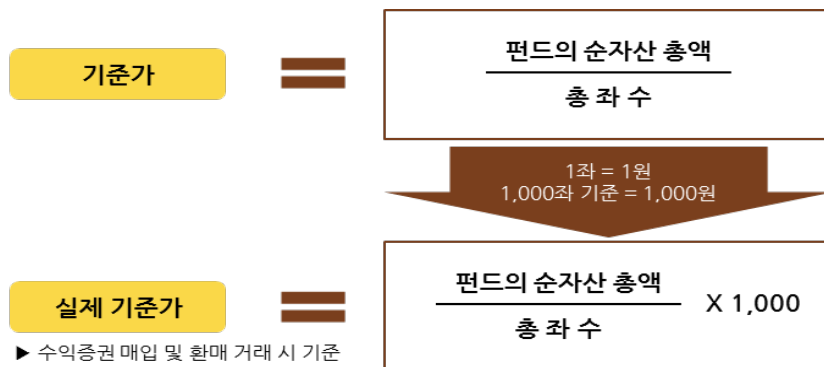 기준가
펀드의 순자산 총액
총 좌 수
1좌 = 1원
1,000좌 기준 = 1,000원
실제 기준가
펀드의 순자산 총액
총 좌 수
X 1,000
▶ 수익증권 매입 및 환매 거래 시 기준